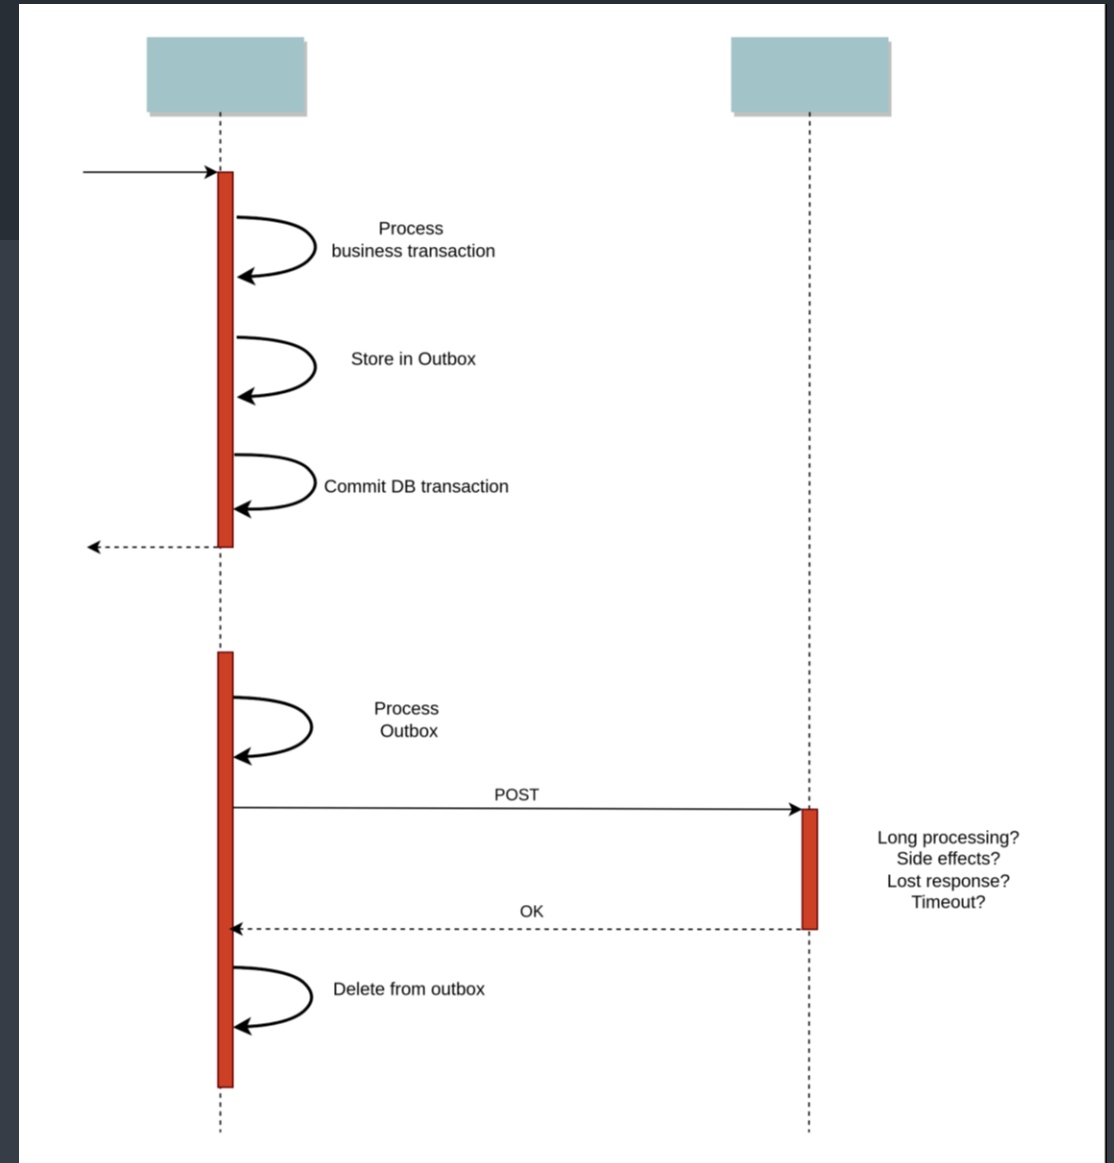 Process
business transaction
Store in Outbox
Commit DB transaction
Process
Outbox
POST
Long processing?
Side effects?
Lost response?
Timeout?
OK
Delete from outbox